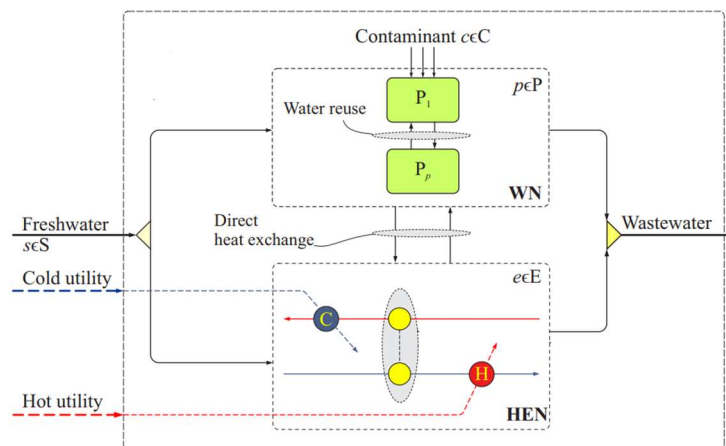 Contaminant cϵC
P1
pϵP
Water reuse
Pp
WN
Freshwater
sϵS
Direct
heat exchange
Wastewater
Cold utility
eϵE
C
H
Hot utility
HEN